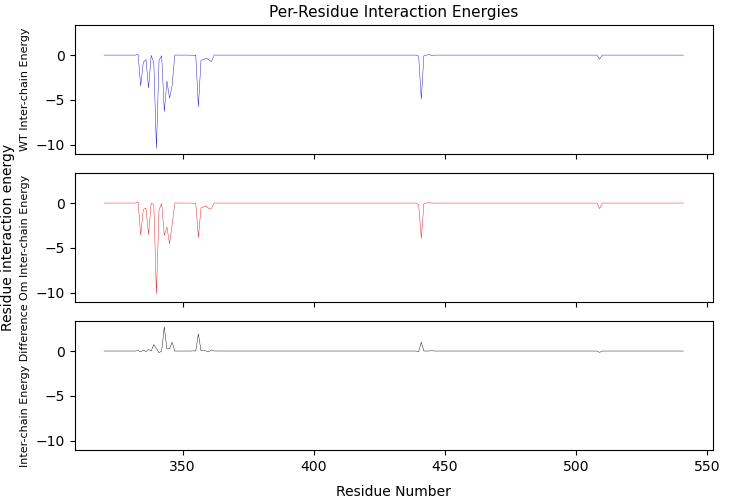 Per-Residue Interaction Energies
Residue interaction energy
WT Inter-chain Energy
0
−5
−10
Om Inter-chain Energy
0
−5
−10
Inter-chain Energy Difference
0
−5
−10
350
400
450
500
550
Residue Number